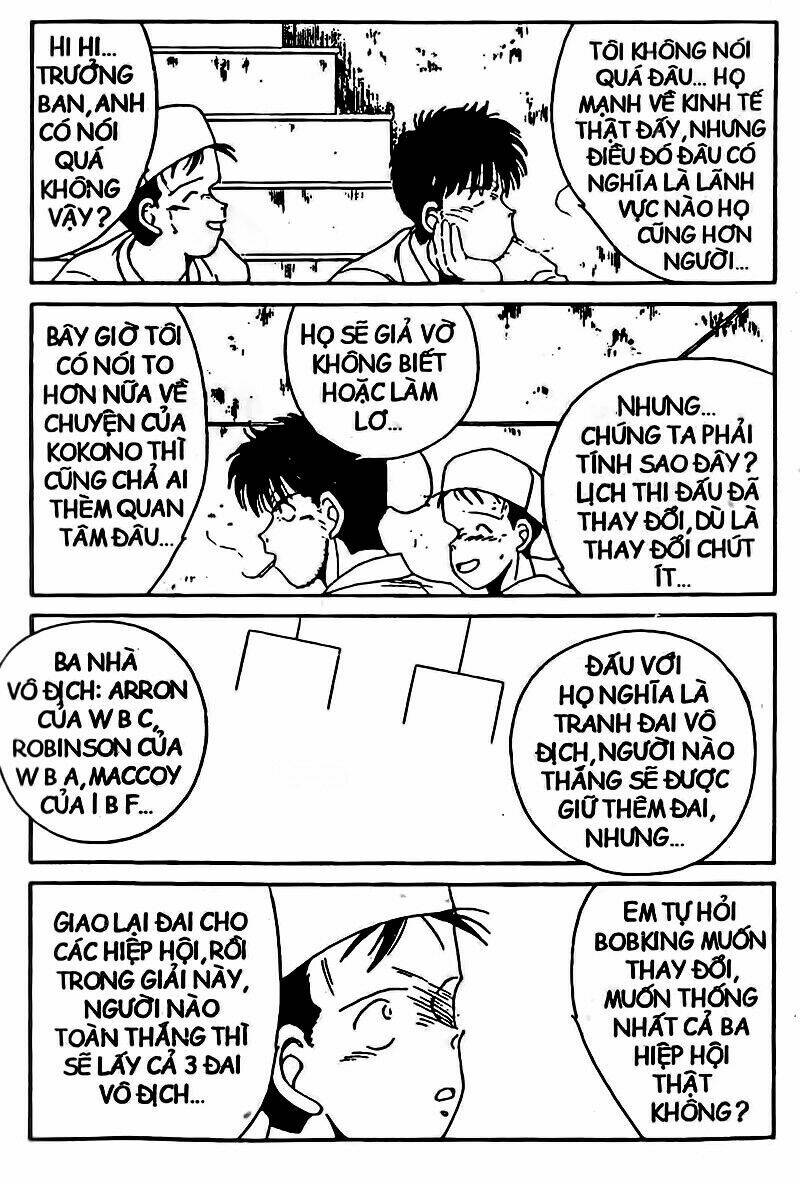 HI HI...
TRƯỞNG
BAN, ANH
CÓ NÓI
QUÁ
KHÔNG
VẬY?
TÔI KHÔNG NÓI
QUÁ ĐÂU... HỌ
MẠNH VỀ KINH TẾ
THẬT ĐẤY, NHƯNG
ĐIỀU ĐÓ ĐÂU CÓ
NGHĨA LÀ LÃNH
VỰC NÀO HỌ
CŨNG HƠN
NGƯỜI...
BÂY GIỜ TÔI
CÓ NÓI TO
HƠN NỮA VỀ
CHUYỆN CỦA
KOKONO THÌ
CŨNG CHẢ AI
THÈM QUAN
TÂM ĐÂU...
HỌ SẼ GIẢ VỜ
KHÔNG BIẾT
HOẶC LÀM
LƠ...
NHƯNG...
CHÚNG TA PHẢI
TÍNH SAO ĐÂY?
LỊCH THI ĐẤU ĐÃ
THAY ĐỔI, DÙ LÀ
THAY ĐỔI CHÚT
ÍT...
BA NHÀ
VÔ ĐỊCH: ARRON
CỦA W B C,
ROBINSON CỦA
W B A, MACCOY
CỦA I B F...
ĐẤU VỚI
HỌ NGHĨA LÀ
TRANH ĐAI VÔ
ĐỊCH, NGƯỜI NÀO
THẮNG SẼ ĐƯỢC
GIỮ THÊM ĐAI,
NHƯNG...
GIAO LẠI ĐAI CHO
CÁC HIỆP HỘI, RỒI
TRONG GIẢI NÀY,
NGƯỜI NÀO
TOÀN THẮNG THÌ
SẼ LẤY CẢ 3 ĐAI
VÔ ĐỊCH...
EM TỰ HỎI
BOBKING MUỐN
THAY ĐỔI,
MUỐN THỐNG
NHẤT CẢ BA
HIỆP HỘI
THẬT
KHÔNG?